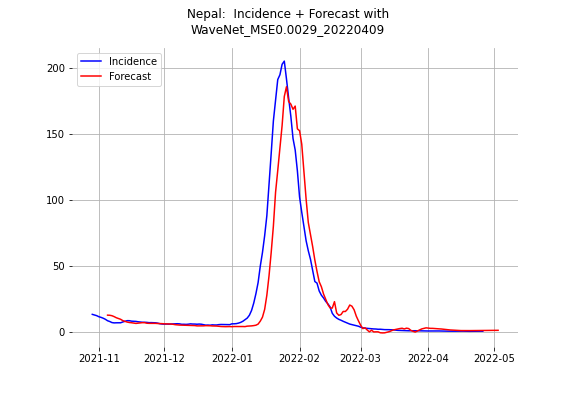 Nepal:  Incidence + Forecast with
WaveNet_MSE0.0029_20220409
Incidence
Forecast
200
150
100
50
0
2021-11 2021-12 2022-01 2022-02 2022-03 2022-04 2022-05